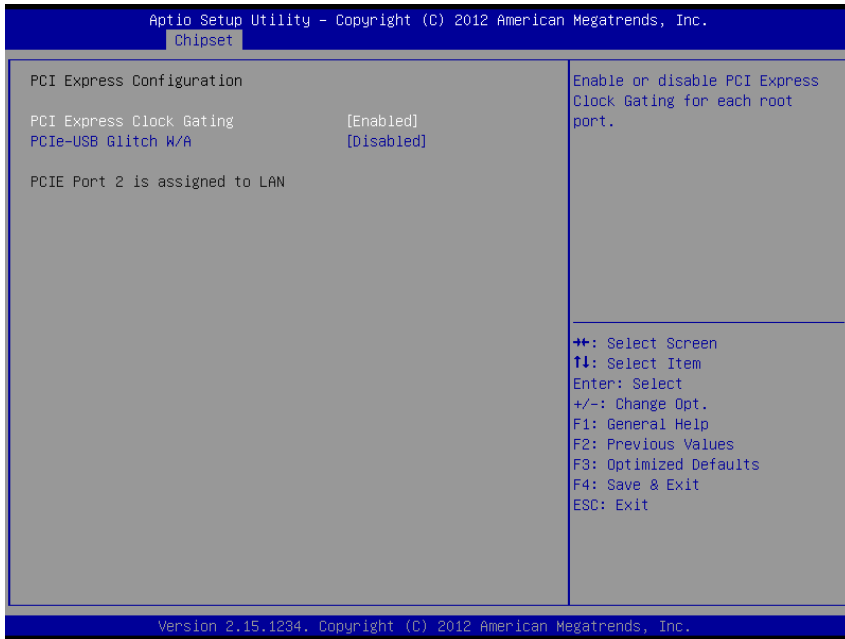 Aptio Setup Utility – Copyright (C) 2012 American Megatrends, Inc.
Chipset
PCI Express Configuration
PCI Express Clock Gating [Enabled]
PCIe-USB Glitch W/A [Disabled]
PCIE Port 2 is assigned to LAN
Enable or disable PCI Express
Clock Gating for each root
port.
→←: Select Screen
↑↓: Select Item
Enter: Select
+/-: Change Opt.
F1: General Help
F2: Previous Values
F3: Optimized Defaults
F4: Save & Exit
ESC: Exit
Version 2.15.1234. Copyright (C) 2012 American Megatrends, Inc.